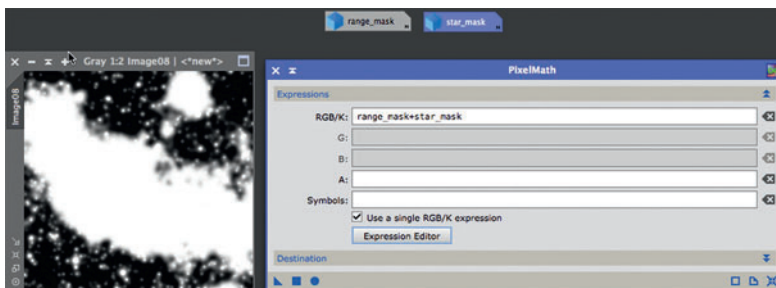 range_mask
star_mask
Gray 1:2 Image08 | <*new*>
Image08
PixelMath
Expressions
RGB/K: range_mask+star_mask
G:
B:
A:
Symbols:
Use a single RGB/K expression
Expression Editor
Destination